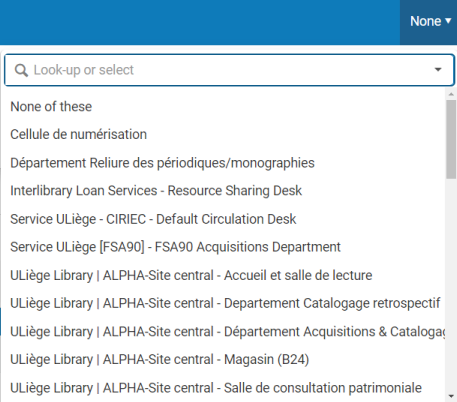 None ▾
Look-up or select
None of these
Cellule de numérisation
Département Reliure des périodiques/monographies
Interlibrary Loan Services - Resource Sharing Desk
Service ULiège - CIRIEC - Default Circulation Desk
Service ULiège [FSA90] - FSA90 Acquisitions Department
ULiège Library | ALPHA-Site central - Accueil et salle de lecture
ULiège Library | ALPHA-Site central - Departement Catalogage retrospectif
ULiège Library | ALPHA-Site central - Département Acquisitions &
ULiège Library | ALPHA-Site central - Magasin (B24)
ULiège Library | ALPHA-Site central - Salle de consultation patrimoniale